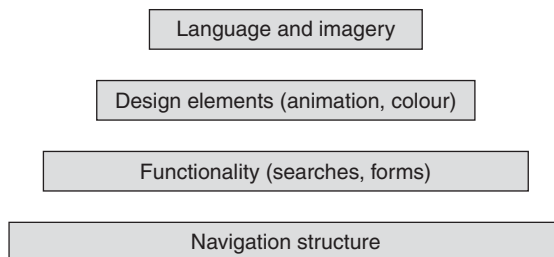 Language and imagery
Design elements (animation, colour)
Functionality (searches, forms)
Navigation structure